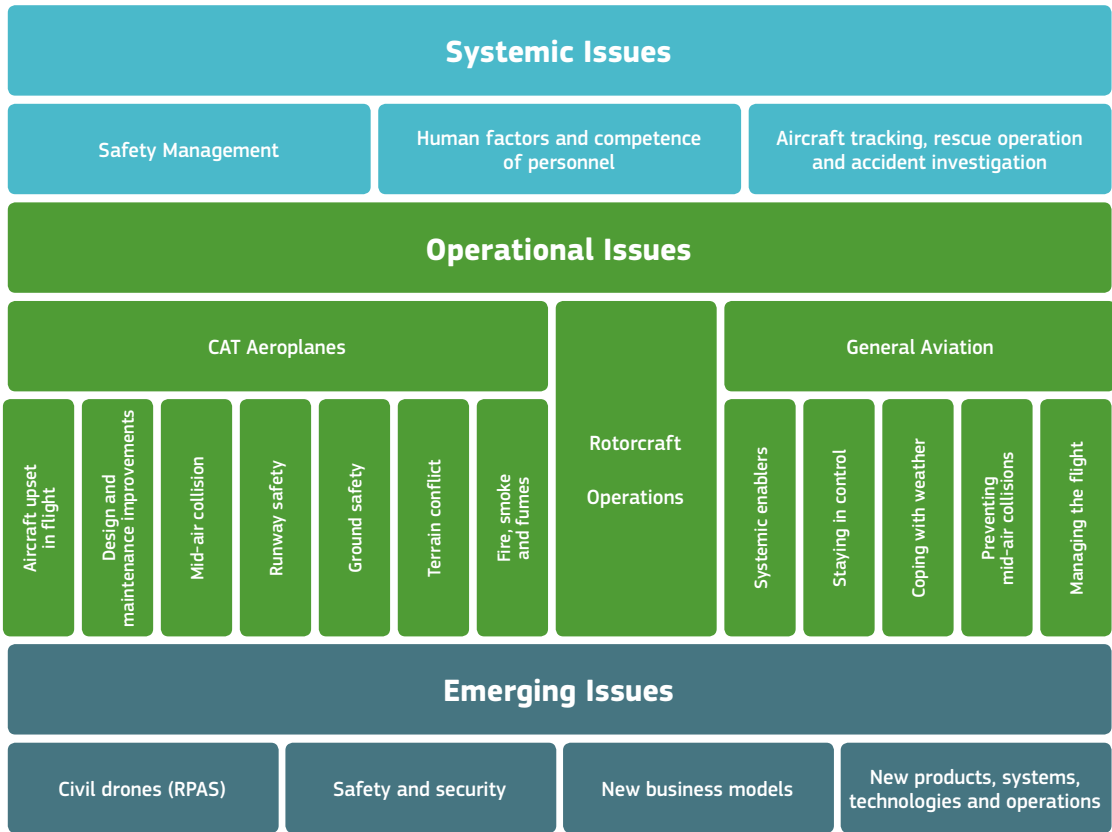 Systemic Issues
Safety Management
Human factors and competence
of personnel
Aircraft tracking, rescue operation
and accident investigation
Operational Issues
CAT Aeroplanes
Aircraft upset
in flight
Design and
maintenance improvements
Mid-air collision
Runway safety
Ground safety
Terrain conflict
Fire, smoke
and fumes
Rotorcraft
Operations
General Aviation
Systemic enablers
Staying in control
Coping with weather
Preventing
mid-air collisions
Managing the flight
Emerging Issues
Civil drones (RPAS)
Safety and security
New business models
New products, systems,
technologies and operations